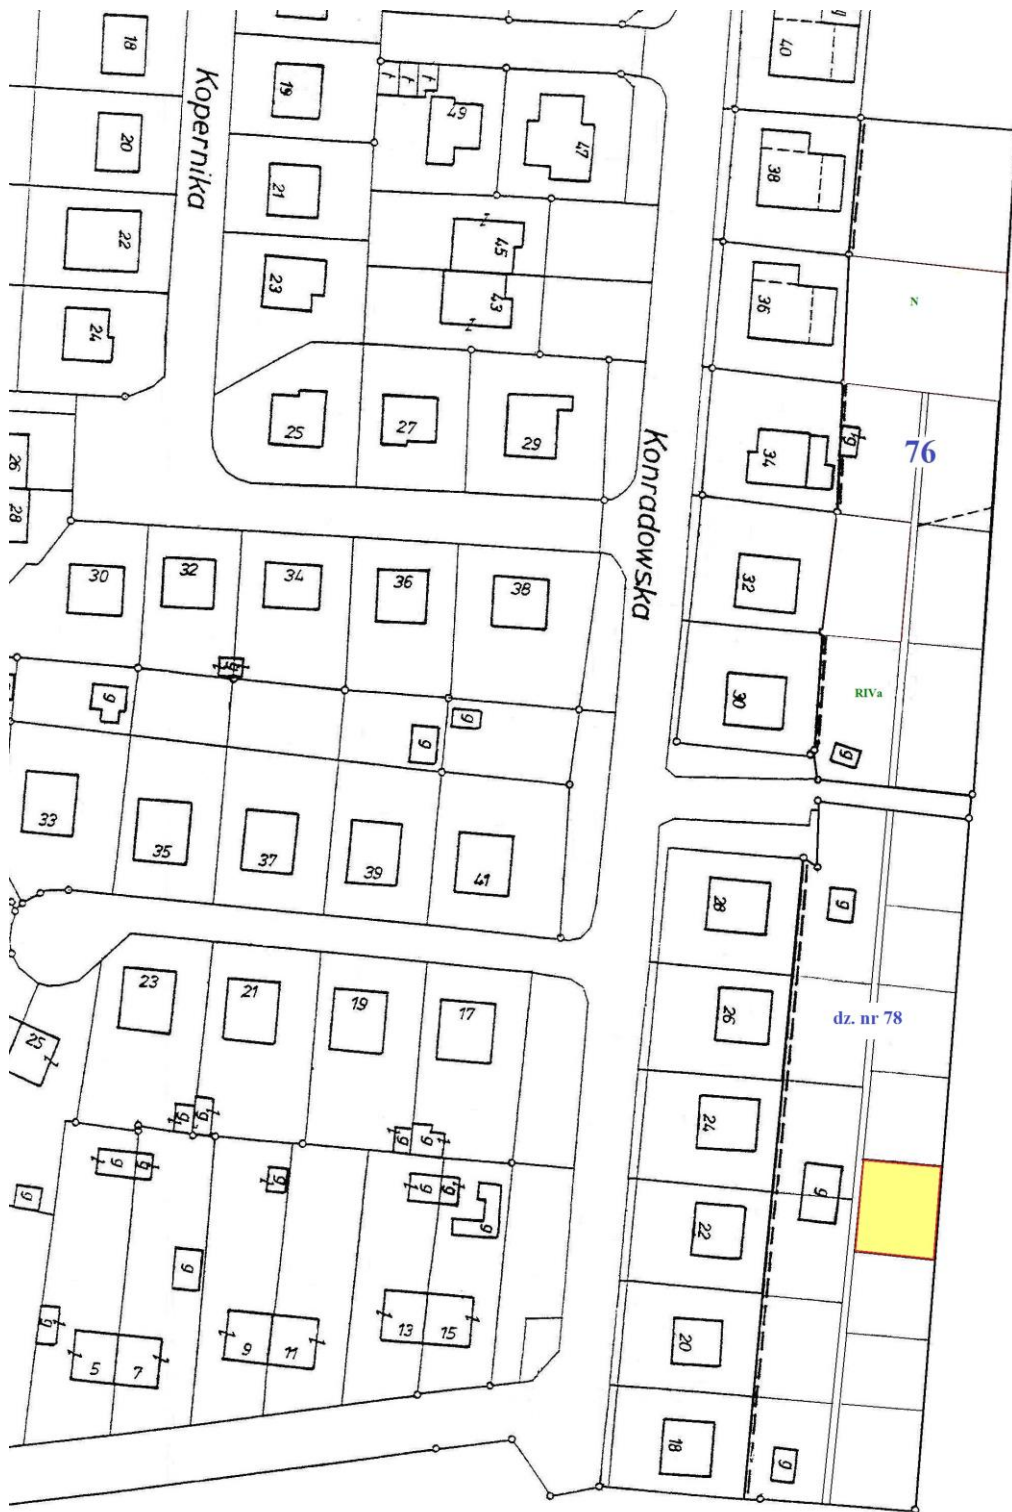 18
19
f
f
f
49
47
g
40
20
38
Kopernika
21
22
45
I
23
43
I
36
N
24
25
27
29
Konradowska
34
g
76
26
28
30
32
34
36
38
32
g
g
g
g
30
RIVa
g
33
35
37
39
41
28
g
23
21
19
17
26
dz. nr 78
25
24
g
g
g
g
g
g
g
g
g
g
g
g
22
g
g
13
15
20
5
7
9
11
18
g